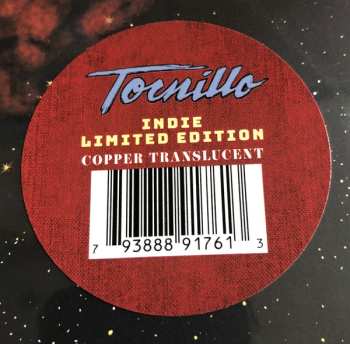 Tornillo
INDIE
LIMITED EDITION
COPPER TRANSLUCENT
7 93888 91761 3